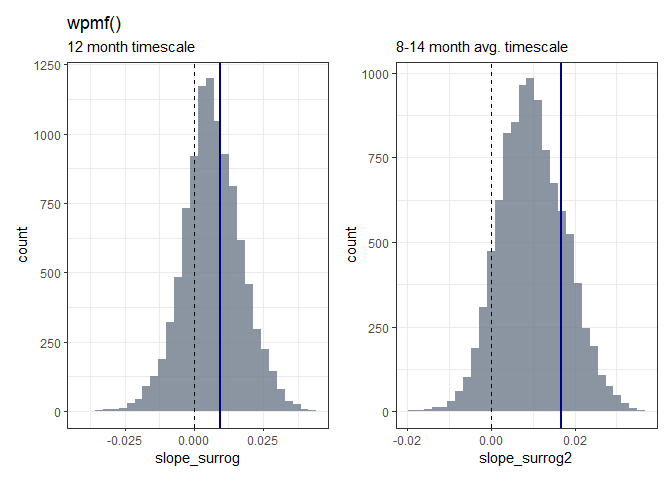 wpmf()
12 month timescale
1250
1000
750
500
250
0
count
-0.025 0.000 0.025
slope_surrog
8-14 month avg. timescale
1000
750
500
250
0
count
-0.02 0.00 0.02
slope_surrog2